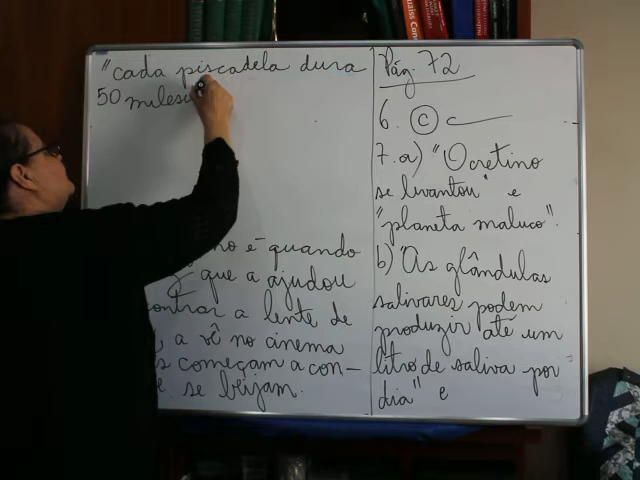 "cada piscadela dura
50 milesi
no é quando
que a ajudou
ontrar a lente de
, a vê no cinema
s começam a con-
e se beijam.
Pág. 72
6. C
7. a) "O cretino
se levantou" e
"planeta maluco".
b) "As glândulas
salivares podem
produzir até um
litro de saliva por
dia" e